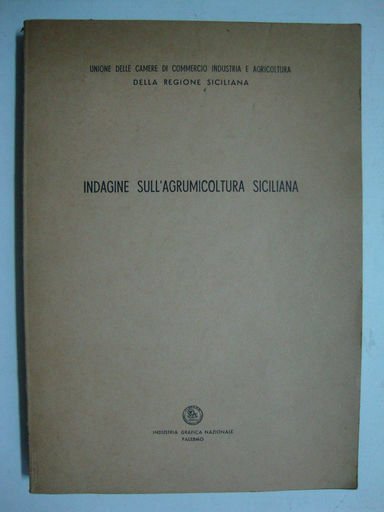 UNIONE DELLE CAMERE DI COMMERCIO INDUSTRIA E AGRICOLTURA
DELLA REGIONE SICILIANA
INDAGINE SULL'AGRUMICOLTURA SICILIANA
INDUSTRIA GRAFICA NAZIONALE
PALERMO